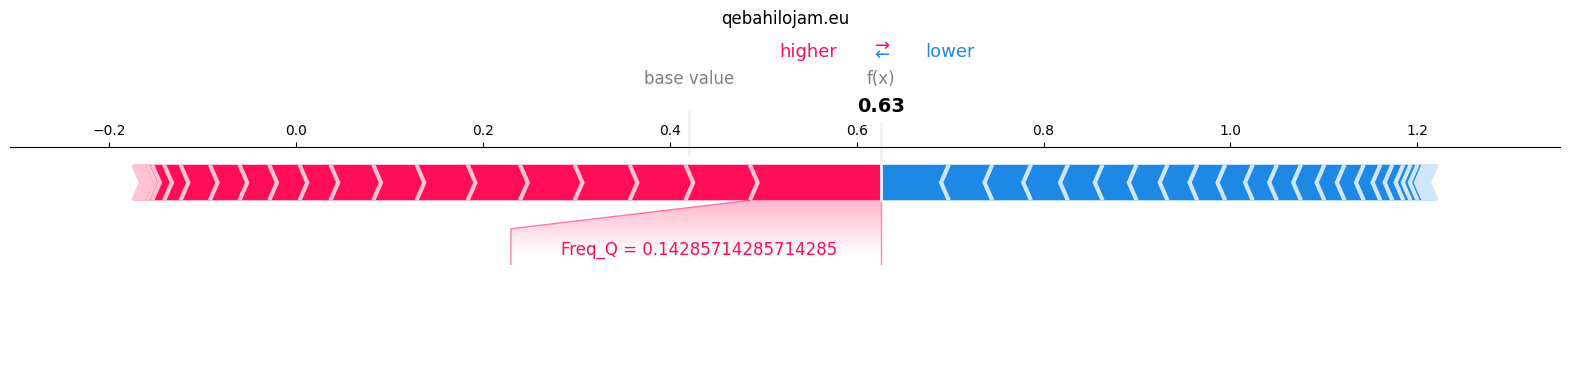 qebahilojam.eu
higher ⇄ lower
base value f(x)
0.63
−0.2 0.0 0.2 0.4 0.6 0.8 1.0 1.2
Freq_Q = 0.14285714285714285